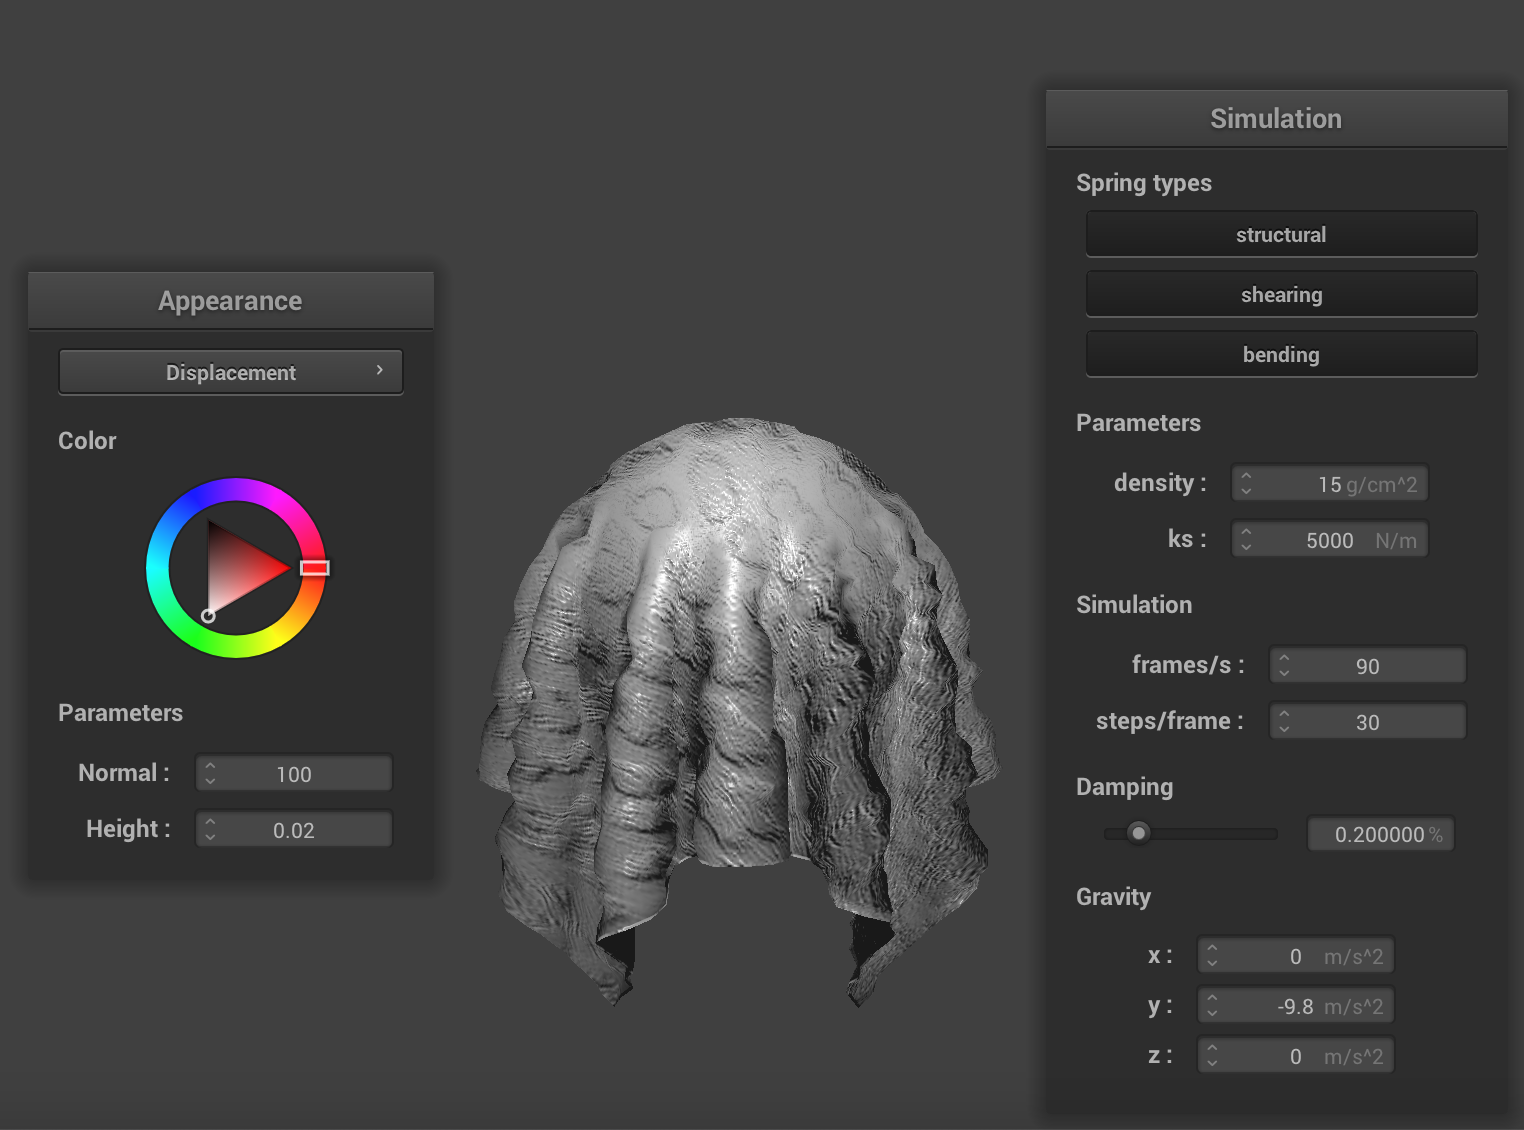 Appearance
Displacement
Color
Parameters
Normal : 100
Height : 0.02
Simulation
Spring types
structural
shearing
bending
Parameters
density : 15 g/cm^2
ks : 5000 N/m
Simulation
frames/s : 90
steps/frame : 30
Damping
0.200000 %
Gravity
x : 0 m/s^2
y : -9.8 m/s^2
z : 0 m/s^2